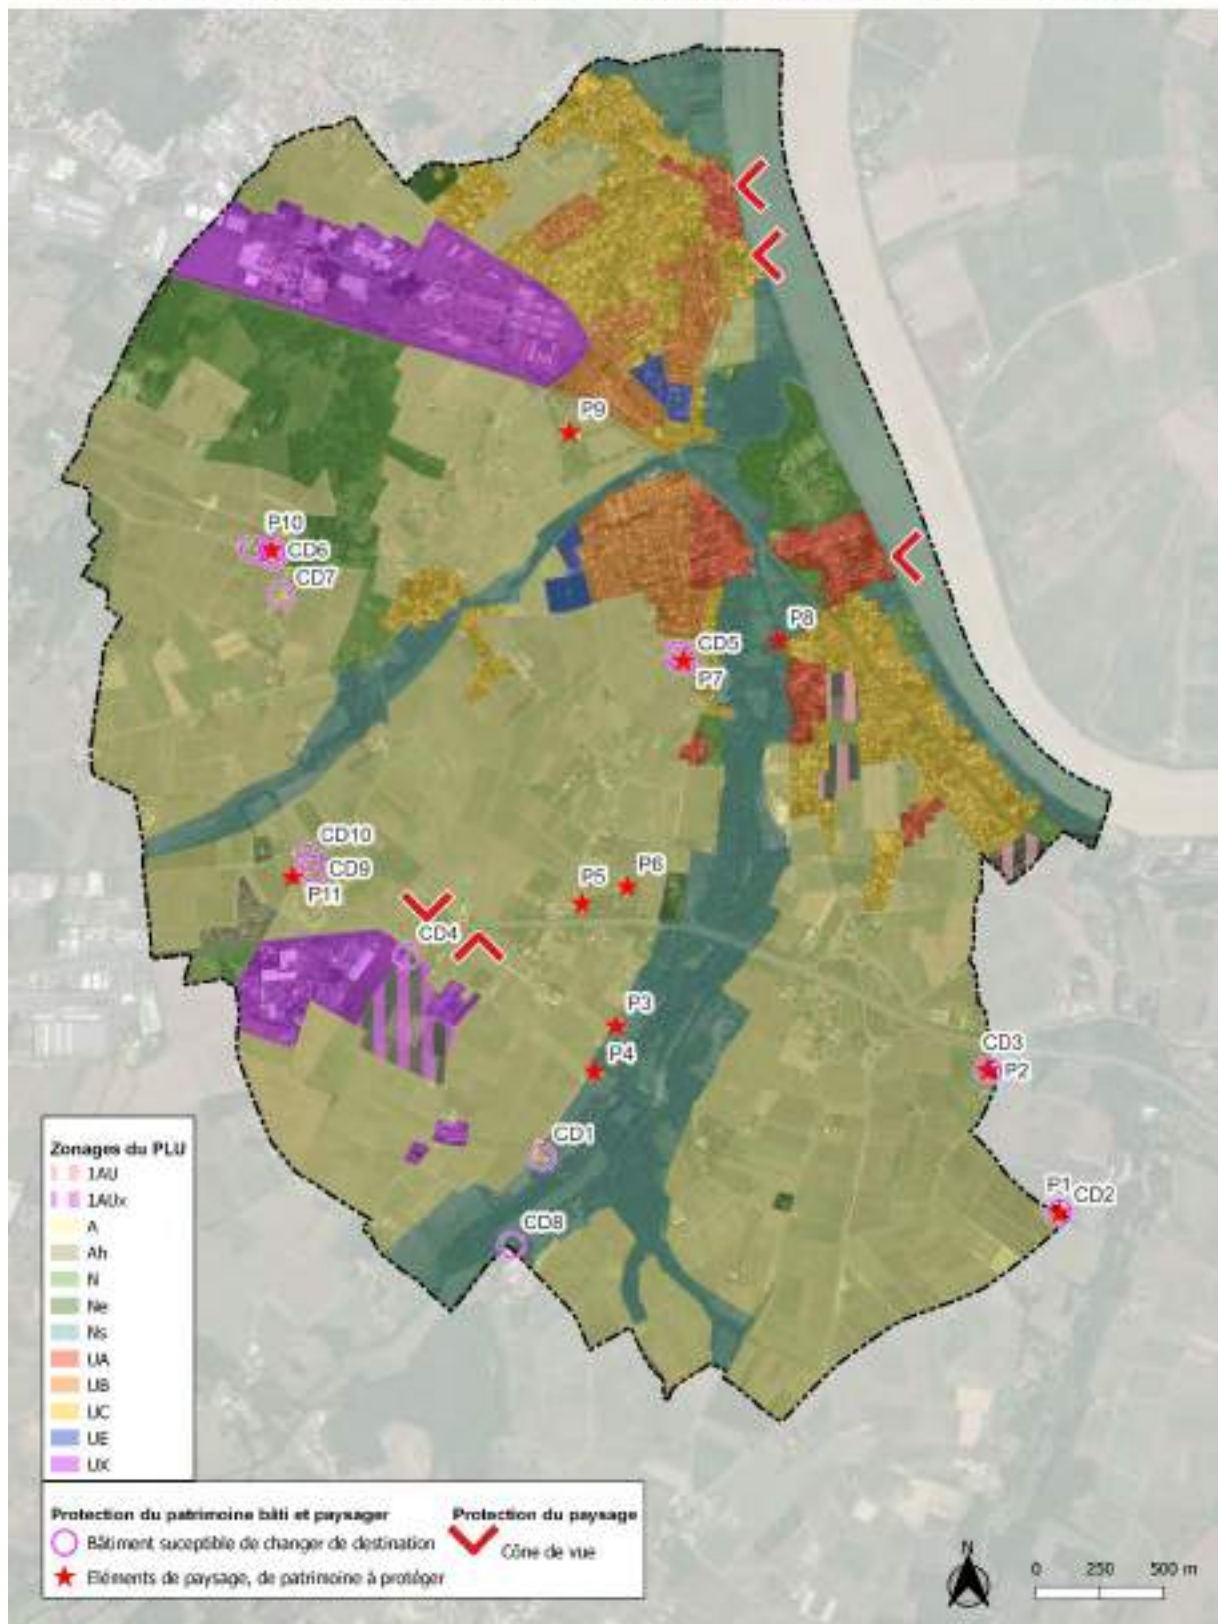 P9
P10
CD6
CD7
P8
CD5
P7
CD10
CD9
P11
P6
P5
CD4
P3
P4
CD3
P2
CD1
P1
CD2
CD8
Zonages du PLU
1AU
1AUx
A
Ah
N
Ne
Ns
UA
UB
UC
UE
UX
Protection du patrimoine bâti et paysager
Bâtiment suceptible de changer de destination
Eléments de paysage, de patrimoine à protéger
Protection du paysage
Cône de vue
N
0 250 500 m